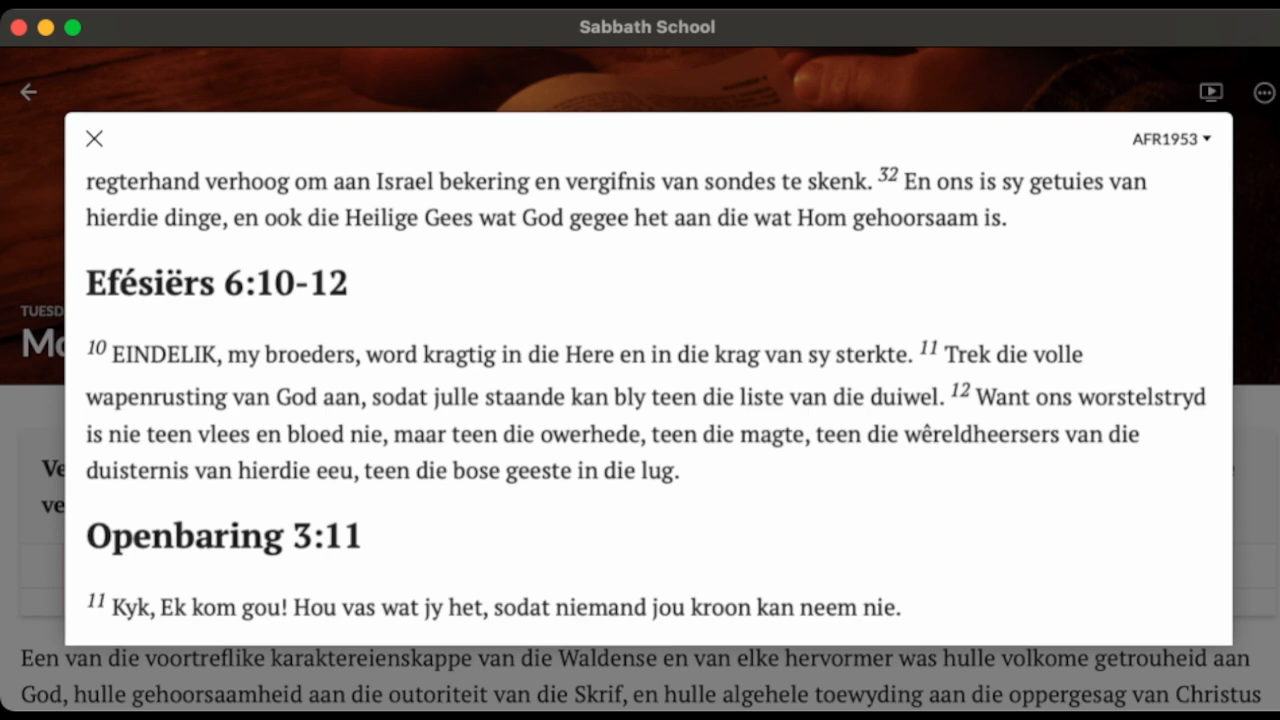 Sabbath School
AFR1953
regterhand verhoog om aan Israel bekering en vergifnis van sondes te skenk. 32 En ons is sy getuies van
hierdie dinge, en ook die Heilige Gees wat God gegee het aan die wat Hom gehoorsaam is.
Efésiërs 6:10-12
TUESD
Mo
10 EINDELIK, my broeders, word kragtig in die Here en in die krag van sy sterkte. 11 Trek die volle
wapenrusting van God aan, sodat julle staande kan bly teen die liste van die duiwel. 12 Want ons worstelstryd
is nie teen vlees en bloed nie, maar teen die owerhede, teen die magte, teen die wêreldheersers van die
duisternis van hierdie eeu, teen die bose geeste in die lug.
Ve
ve
Openbaring 3:11
11 Kyk, Ek kom gou! Hou vas wat jy het, sodat niemand jou kroon kan neem nie.
Een van die voortreflike karaktereienskappe van die Waldense en van elke hervormer was hulle volkome getrouheid aan
God, hulle gehoorsaamheid aan die outoriteit van die Skrif, en hulle algehele toewyding aan die oppergesag van Christus